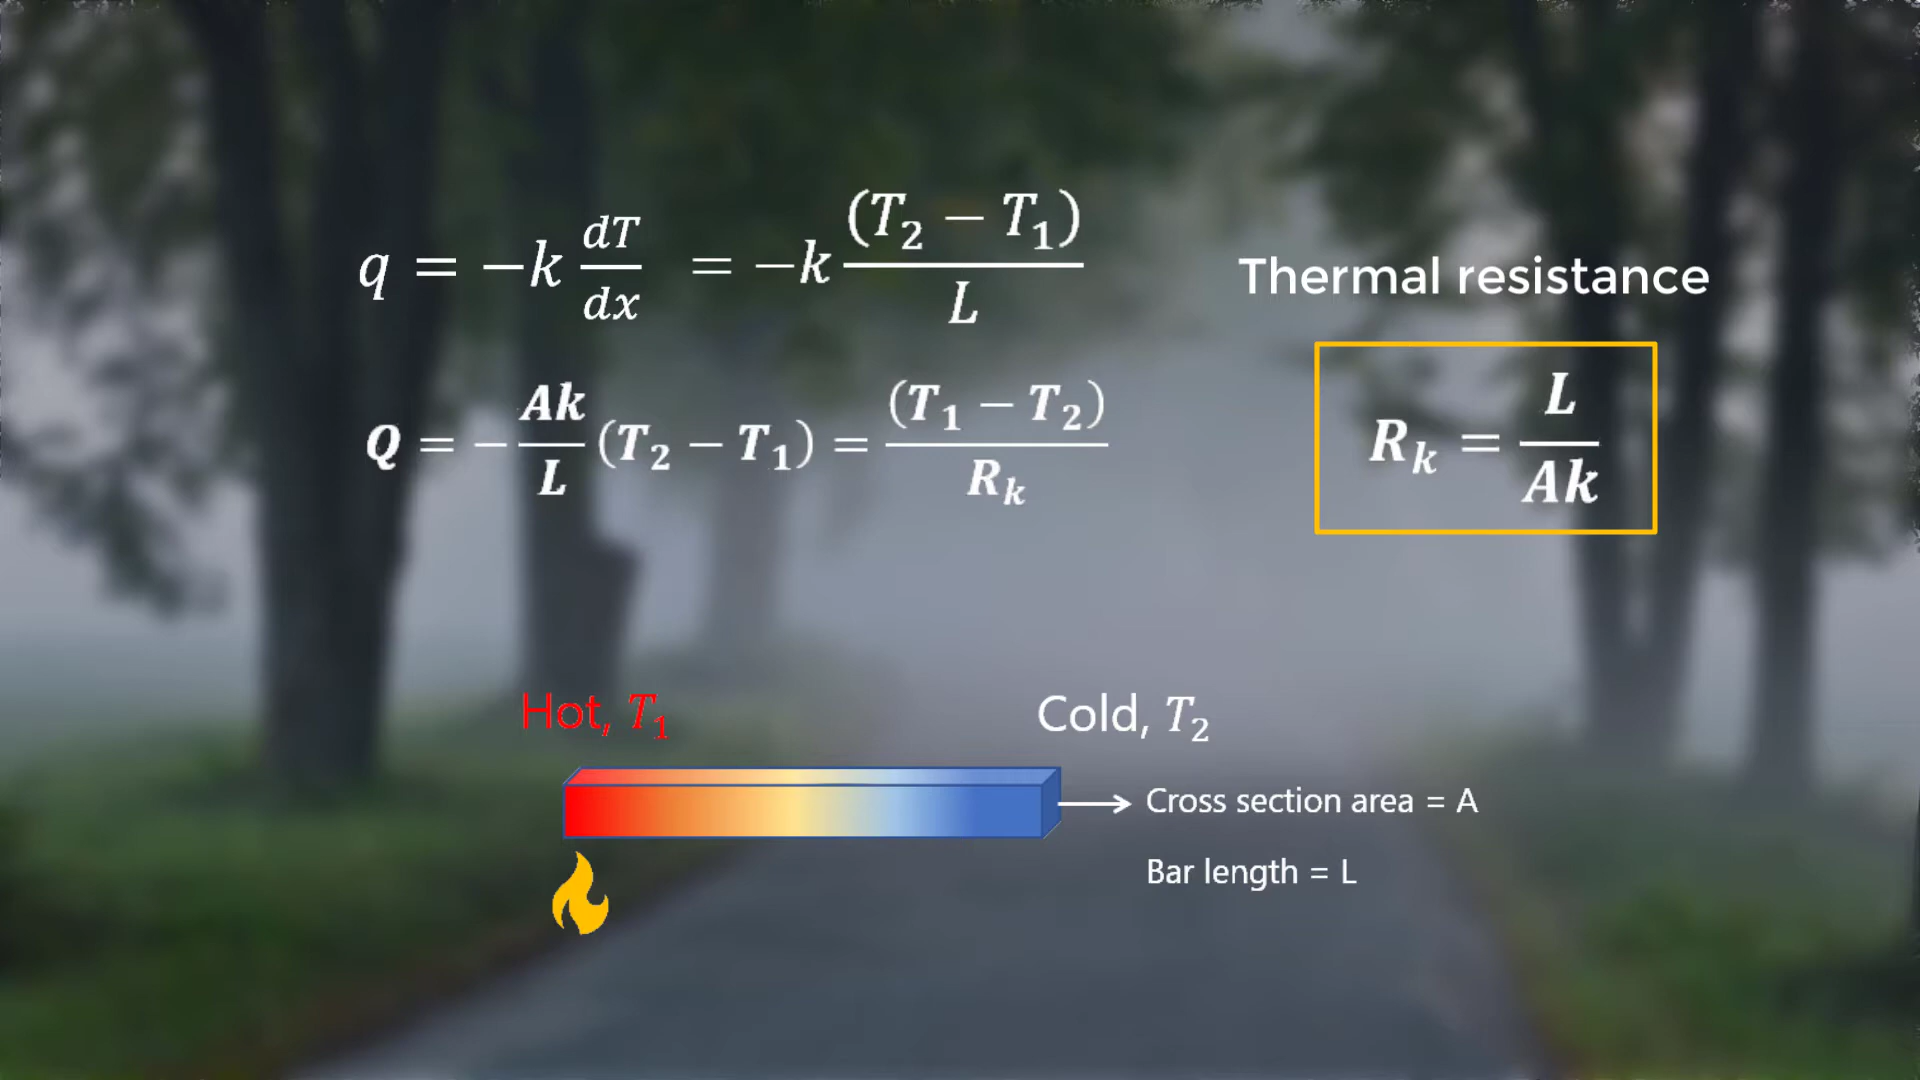 q = −k dT/dx = −k (T₂ − T₁)/L
Thermal resistance
Q = −Ak/L (T₂ − T₁) = (T₁ − T₂)/Rₖ
Rₖ = L/Ak
Hot, T₁
Cold, T₂
Cross section area = A
Bar length = L